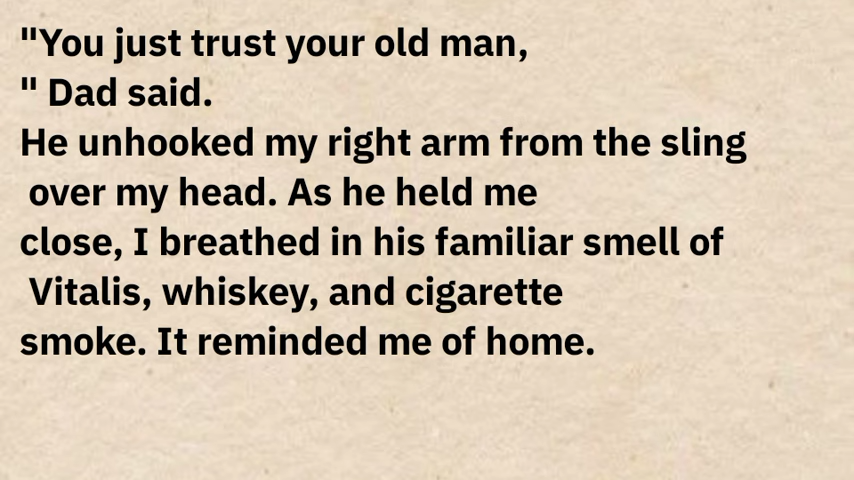 "You just trust your old man,
" Dad said.
He unhooked my right arm from the sling
over my head. As he held me
close, I breathed in his familiar smell of
Vitalis, whiskey, and cigarette
smoke. It reminded me of home.